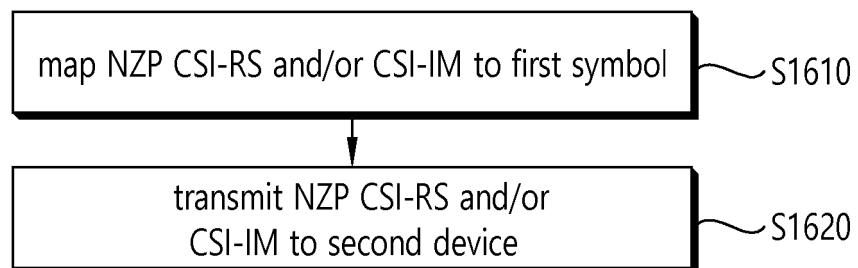 map NZP CSI-RS and/or CSI-IM to first symbol
S1610
transmit NZP CSI-RS and/or
CSI-IM to second device
S1620